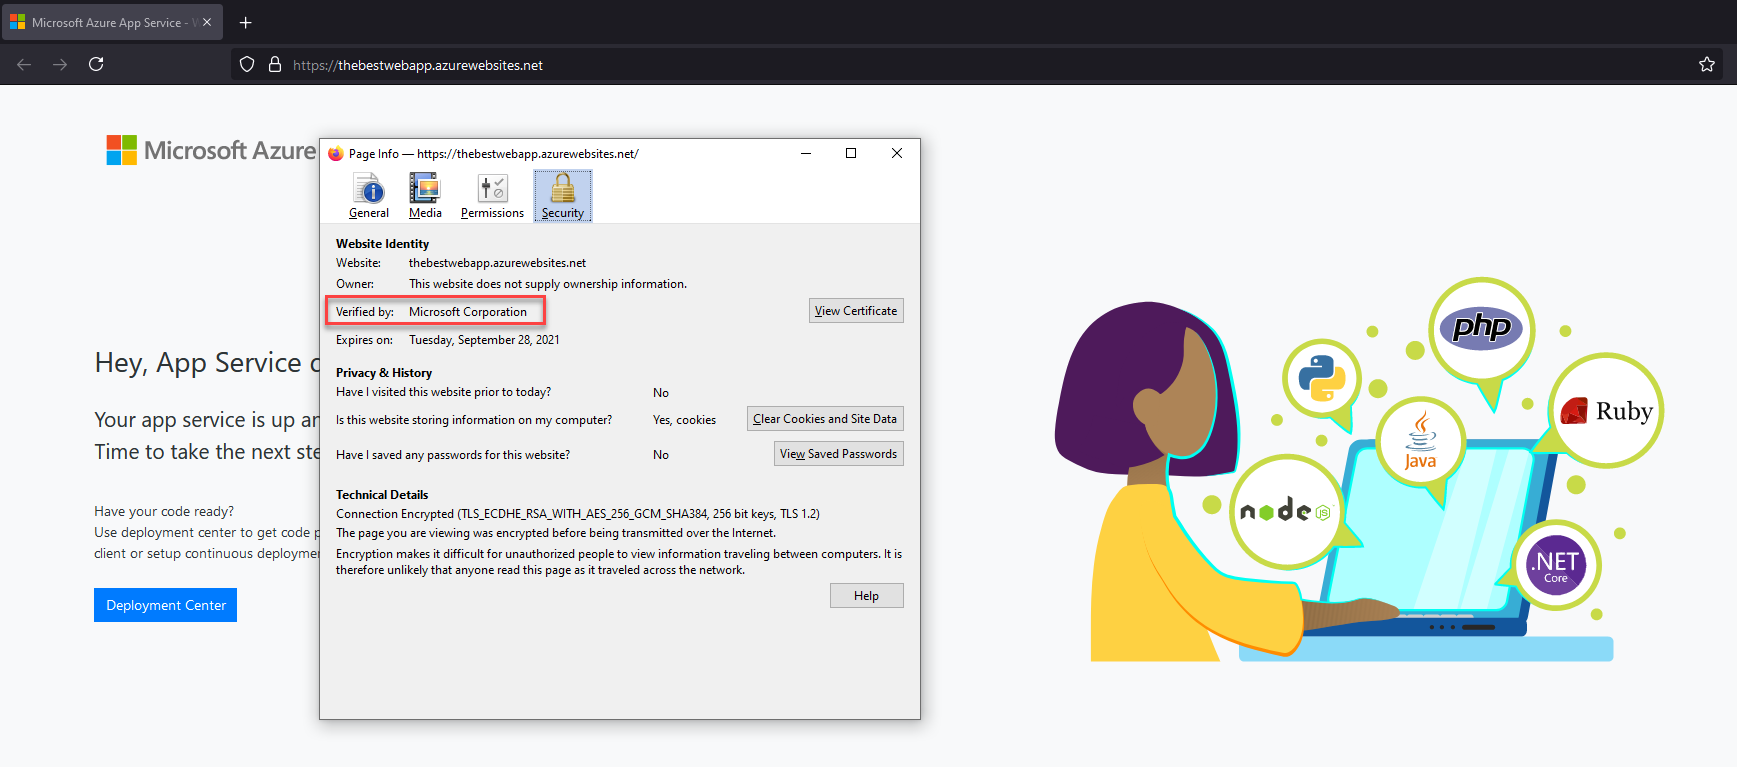 Microsoft Azure App Service - W
https://thebestwebapp.azurewebsites.net
Microsoft Azure
Page Info — https://thebestwebapp.azurewebsites.net/
General Media Permissions Security
Website Identity
Website: thebestwebapp.azurewebsites.net
Owner: This website does not supply ownership information.
Verified by: Microsoft Corporation View Certificate
Expires on: Tuesday, September 28, 2021
Privacy & History
Have I visited this website prior to today? No
Is this website storing information on my computer? Yes, cookies Clear Cookies and Site Data
Have I saved any passwords for this website? No View Saved Passwords
Technical Details
Connection Encrypted (TLS_ECDHE_RSA_WITH_AES_256_GCM_SHA384, 256 bit keys, TLS 1.2)
The page you are viewing was encrypted before being transmitted over the Internet.
Encryption makes it difficult for unauthorized people to view information traveling between computers. It is
therefore unlikely that anyone read this page as it traveled across the network.
Help
Hey, App Service
Your app service is up
Time to take the next
Have your code ready?
Use deployment center to get code
client or setup continuous
Deployment Center
php
Ruby
Java
node
JS
.NET
Core